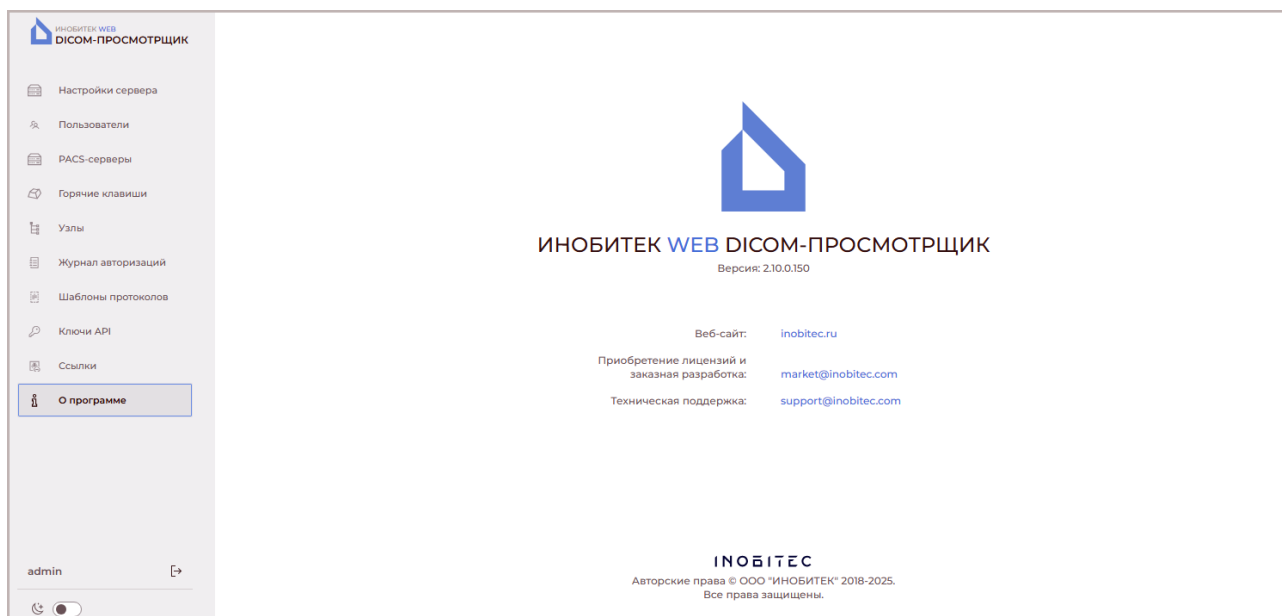 ИНОБИТЕК WEB
DICOM-ПРОСМОТРЩИК
Настройки сервера
Пользователи
PACS-серверы
Горячие клавиши
Узлы
Журнал авторизаций
Шаблоны протоколов
Ключи API
Ссылки
О программе
admin
ИНОБИТЕК WEB DICOM-ПРОСМОТРЩИК
Версия: 2.10.0.150
Веб-сайт: inobitec.ru
Приобретение лицензий и
заказная разработка: market@inobitec.com
Техническая поддержка: support@inobitec.com
INOBITEC
Авторские права © ООО "ИНОБИТЕК" 2018-2025.
Все права защищены.